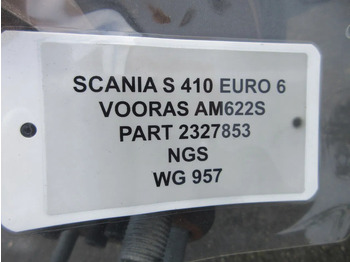 SCANIA S 410 EURO 6
VOORAS AM622S
PART 2327853
NGS
WG 957